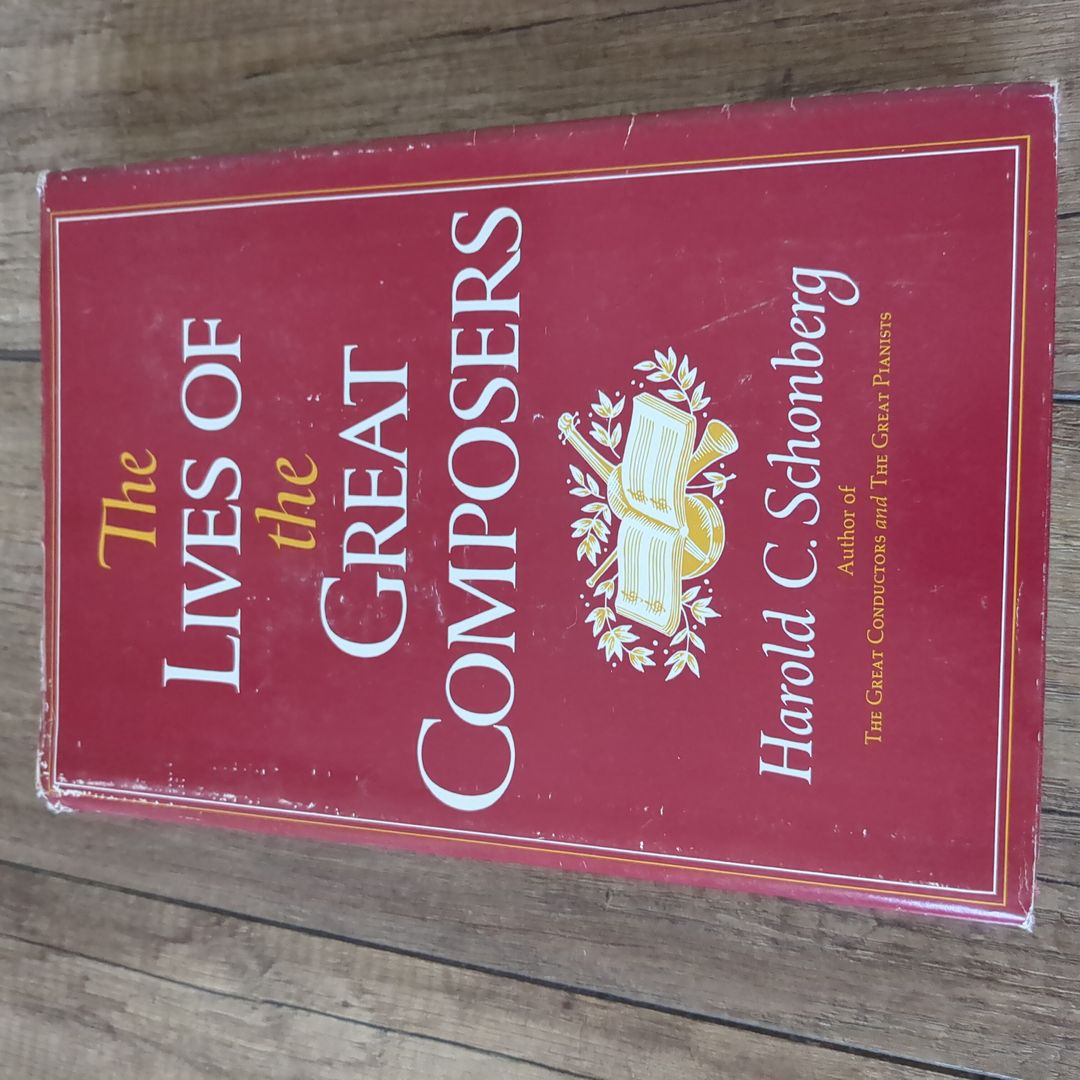 The
LIVES OF
the
GREAT
COMPOSERS
Harold C. Schonberg
Author of
THE GREAT CONDUCTORS and THE GREAT PIANISTS